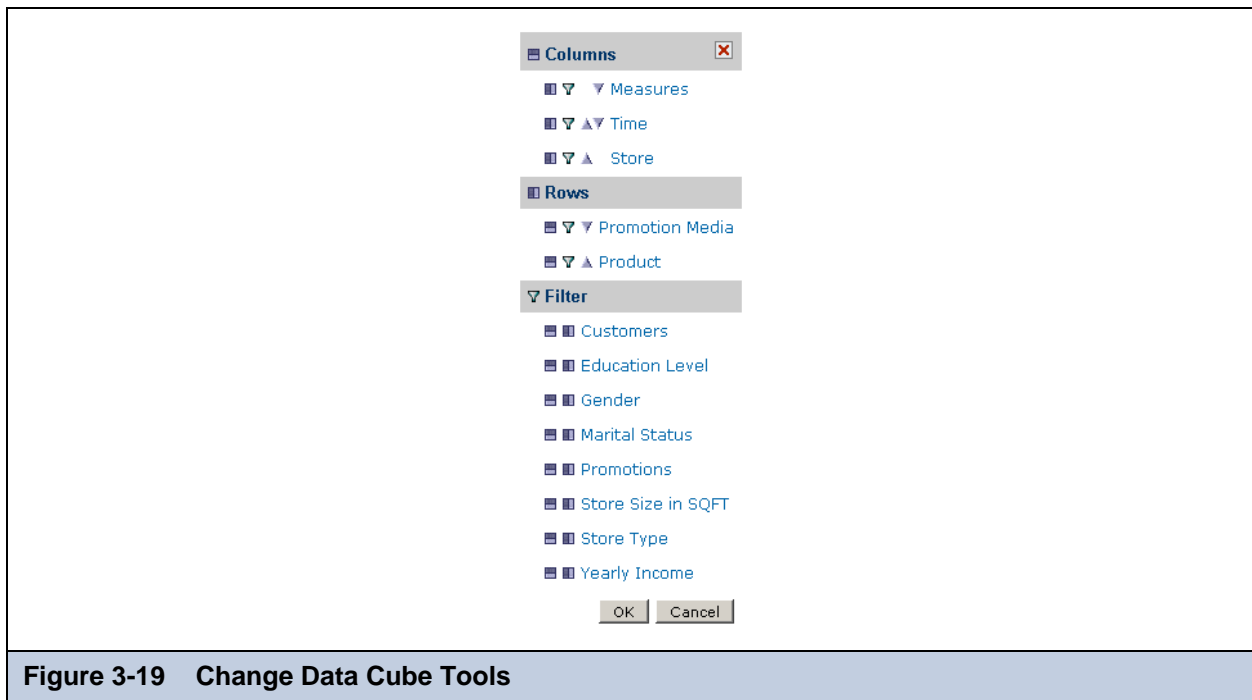 Columns
Measures
Time
Store
Rows
Promotion Media
Product
Filter
Customers
Education Level
Gender
Marital Status
Promotions
Store Size in SQFT
Store Type
Yearly Income
OK Cancel
Figure 3-19 Change Data Cube Tools